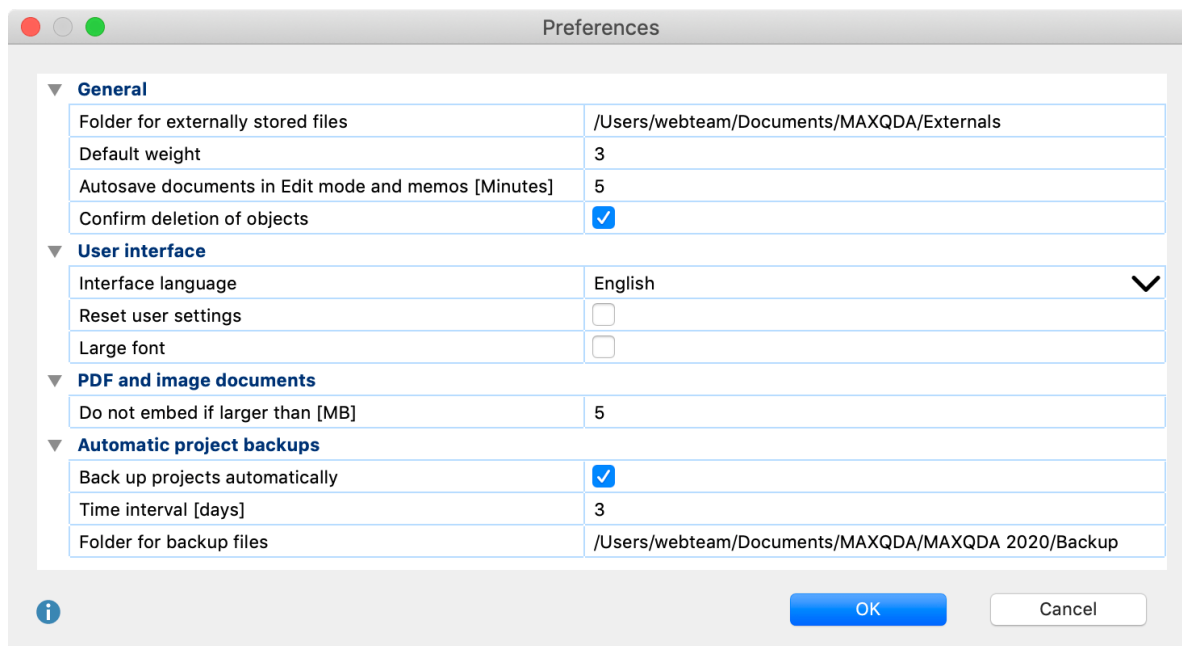 Preferences
General
Folder for externally stored files /Users/webteam/Documents/MAXQDA/Externals
Default weight 3
Autosave documents in Edit mode and memos [Minutes] 5
Confirm deletion of objects
User interface
Interface language English
Reset user settings
Large font
PDF and image documents
Do not embed if larger than [MB] 5
Automatic project backups
Back up projects automatically
Time interval [days] 3
Folder for backup files /Users/webteam/Documents/MAXQDA/MAXQDA 2020/Backup
OK Cancel